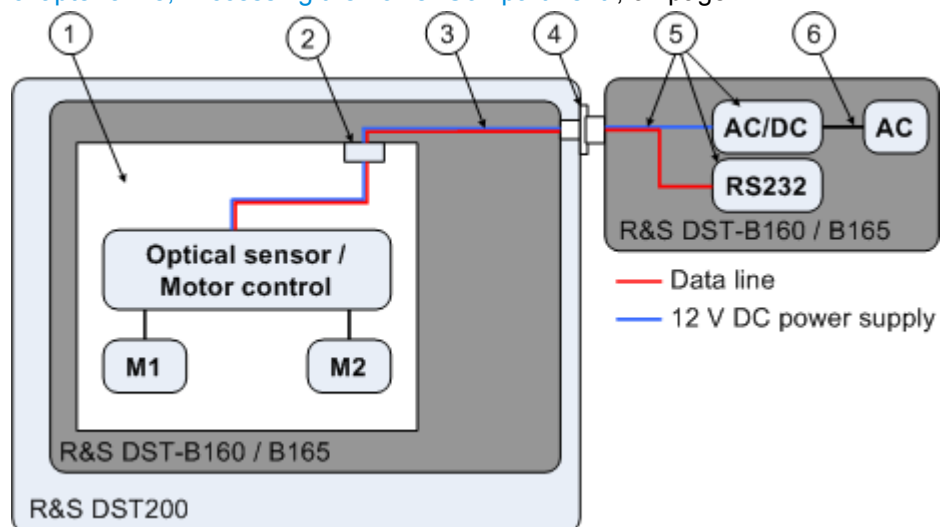 1 2 3 4 5 6
AC/DC
AC
RS232
R&S DST-B160 / B165
Optical sensor /
Motor control
Data line
12 V DC power supply
M1
M2
R&S DST-B160 / B165
R&S DST200